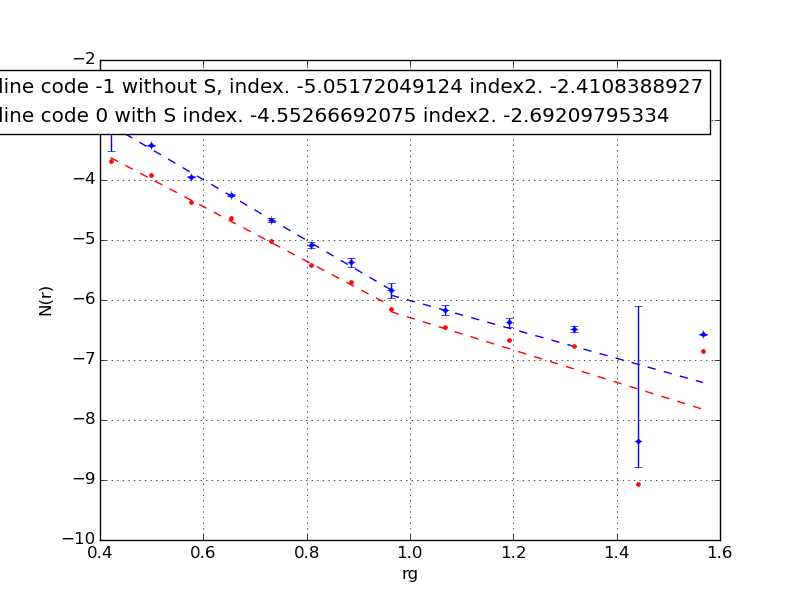 −2
line code -1 without S, index. -5.05172049124 index2. -2.4108388927
line code 0 with S index. -4.55266692075 index2. -2.69209795334
−4
−5
−6
−7
−8
−9
−10
N(r)
0.4 0.6 0.8 1.0 1.2 1.4 1.6
rg